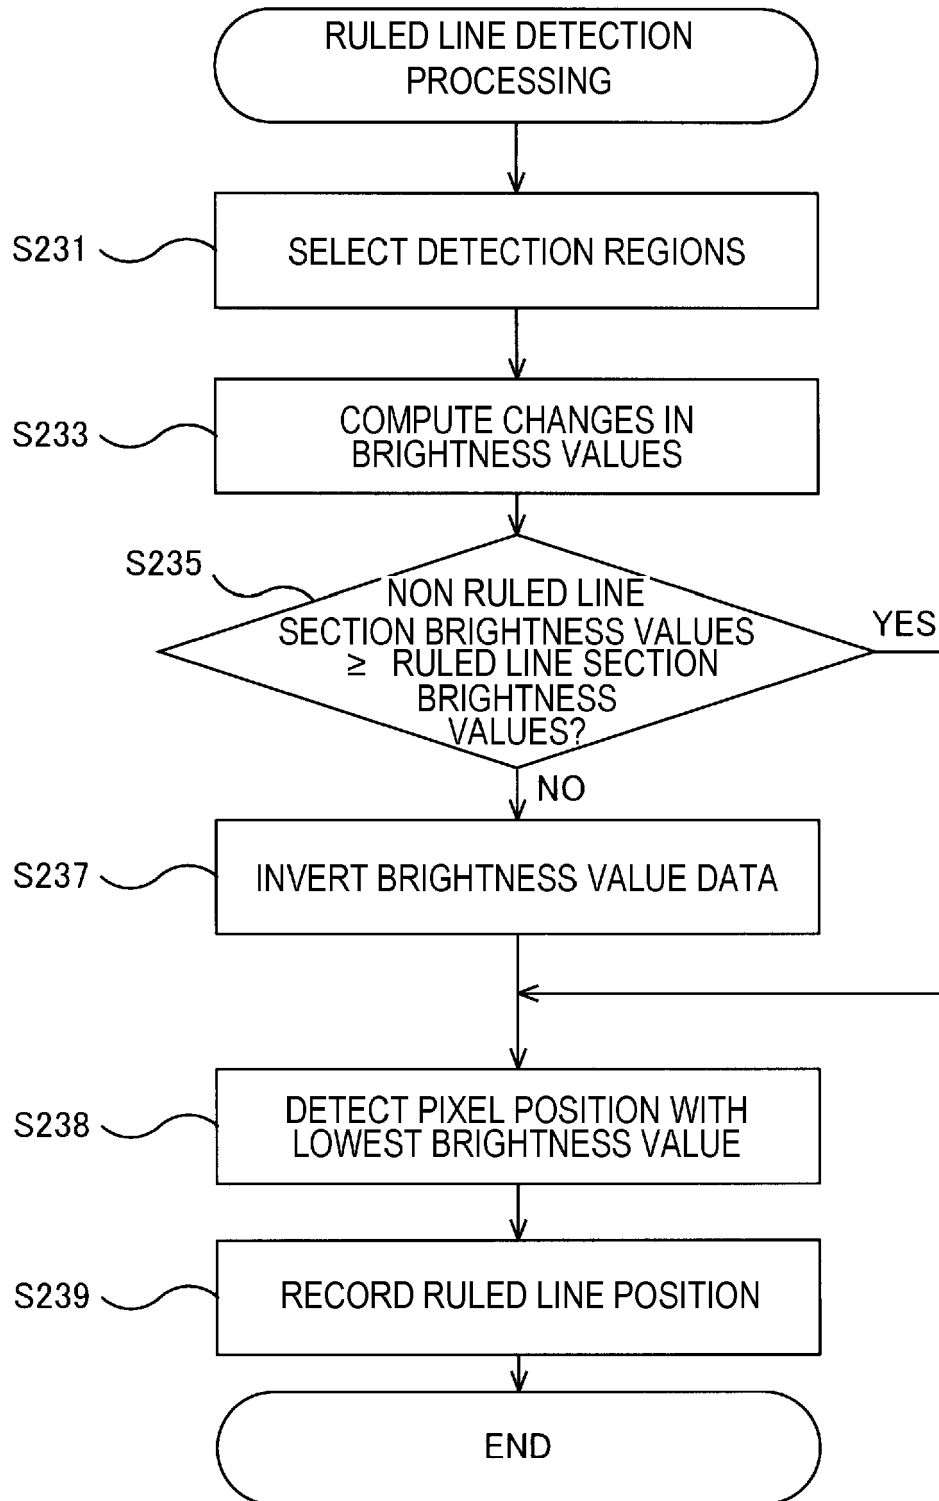 RULED LINE DETECTION
PROCESSING
S231
SELECT DETECTION REGIONS
S233
COMPUTE CHANGES IN
BRIGHTNESS VALUES
S235
NON RULED LINE
SECTION BRIGHTNESS VALUES
≥ RULED LINE SECTION
BRIGHTNESS
VALUES?
YES
NO
S237
INVERT BRIGHTNESS VALUE DATA
S238
DETECT PIXEL POSITION WITH
LOWEST BRIGHTNESS VALUE
S239
RECORD RULED LINE POSITION
END